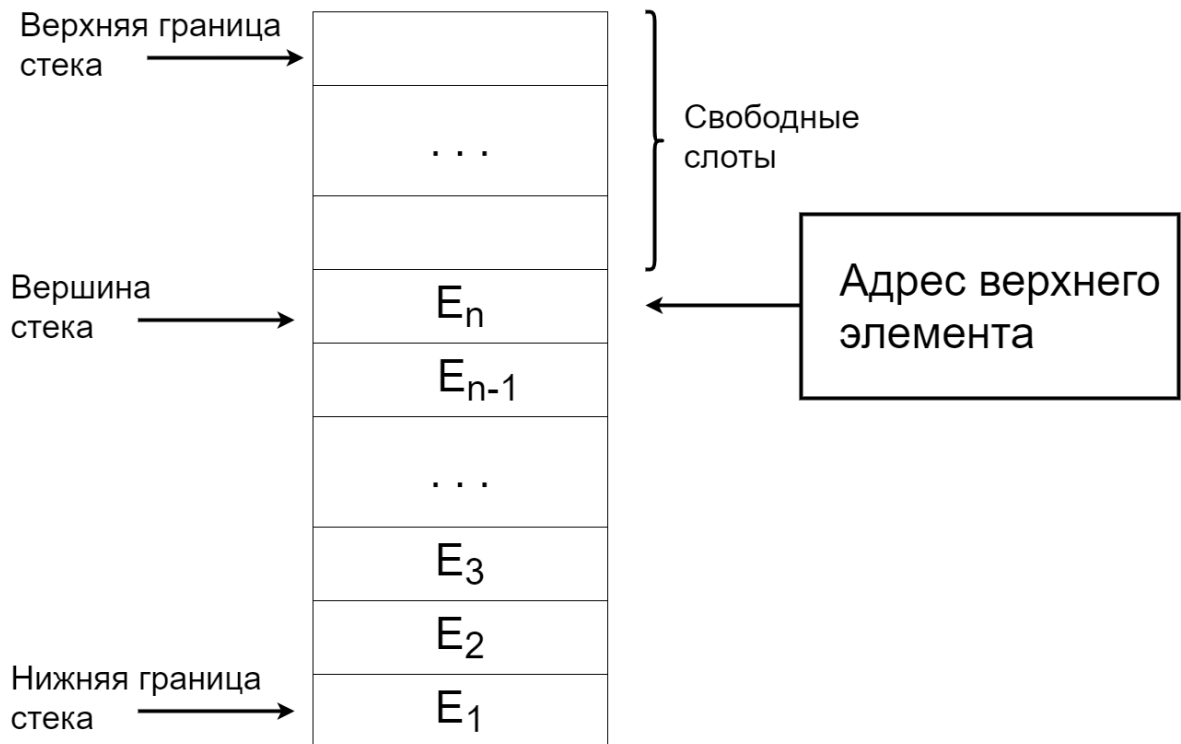 Верхняя граница
стека
. . .
Свободные
слоты
Вершина
стека
Eₙ
Адрес верхнего
элемента
Eₙ₋₁
. . .
E₃
E₂
Нижняя граница
стека
E₁